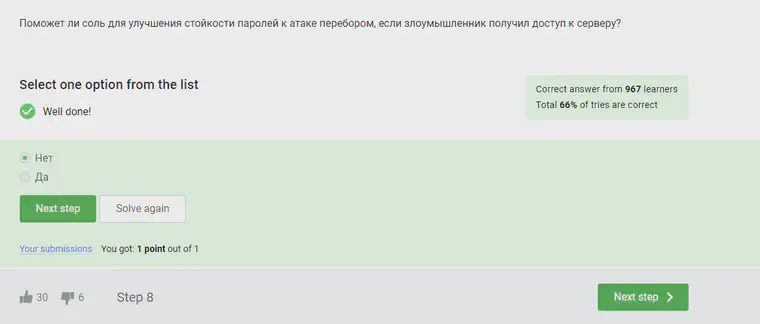 Поможет ли соль для улучшения стойкости паролей к атаке перебором, если злоумышленник получил доступ к серверу?
Select one option from the list
Correct answer from 967 learners
Total 66% of tries are correct
Well done!
Нет
Да
Next step
Solve again
Your submissions You got: 1 point out of 1
30
6
Step 8
Next step